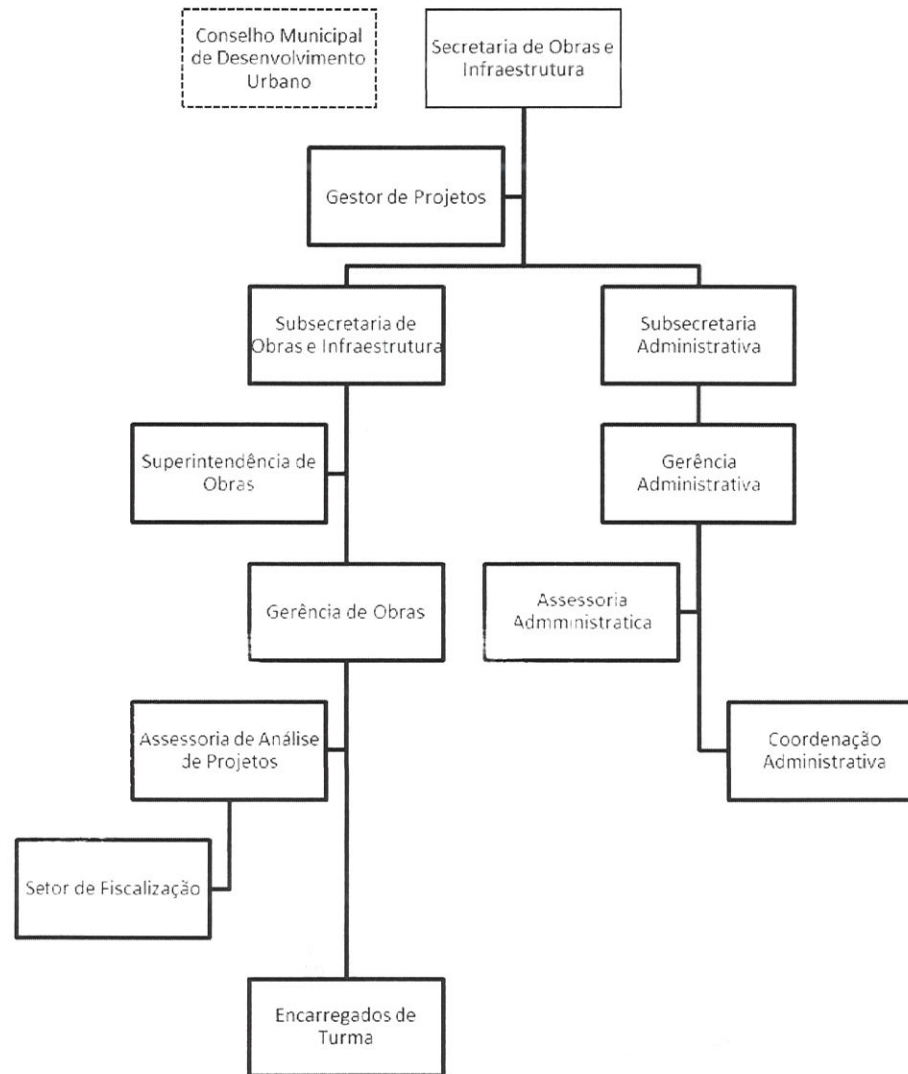 Conselho Municipal
de Desenvolvimento
Urbano
Secretaria de Obras e
Infraestrutura
Gestor de Projetos
Subsecretaria de
Obras e Infraestrutura
Subsecretaria
Administrativa
Superintendência de
Obras
Gerência
Administrativa
Gerência de Obras
Assessoria
Admministratica
Assessoria de Análise
de Projetos
Coordenação
Administrativa
Setor de Fiscalização
Encarregados de
Turma